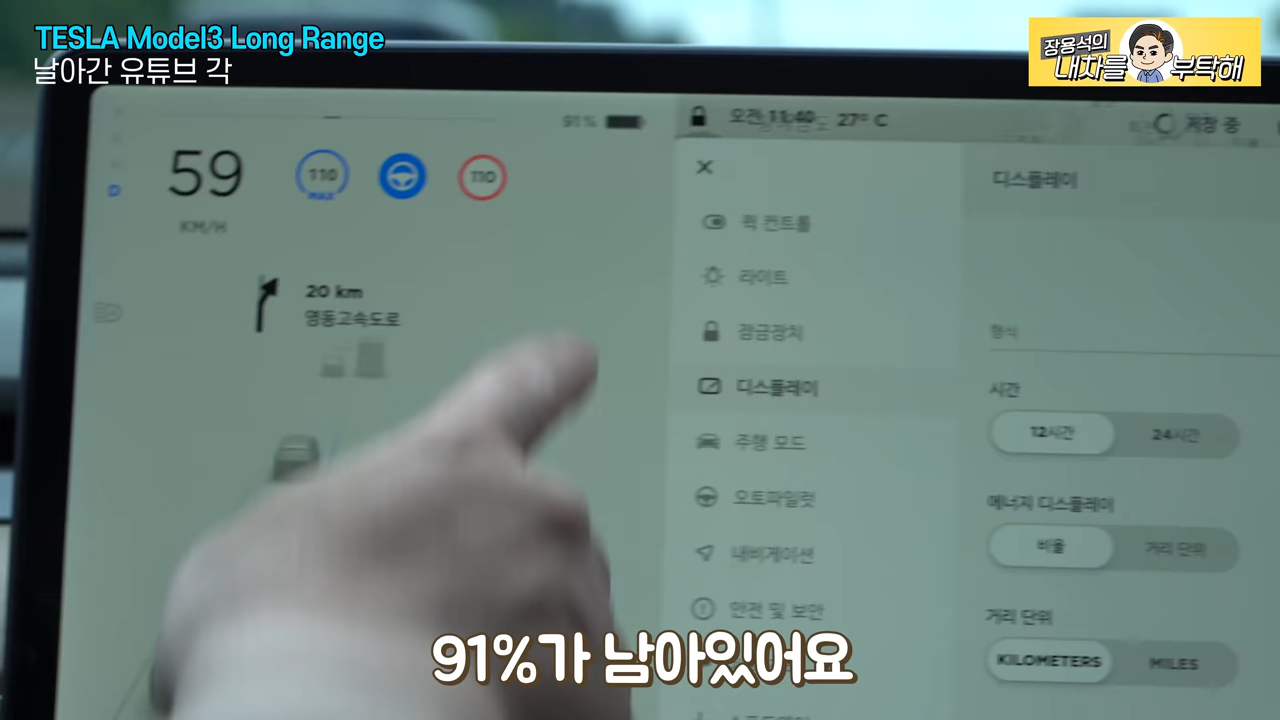 TESLA Model3 Long Range
날아간 유튜브 각
장용석의
내차를 부탁해
91%
오전 11:40 27° C
저장 중
59
KM/H
110
MAX
110
D
20 km
영동고속도로
디스플레이
퀵 컨트롤
라이트
잠금장치
디스플레이
주행 모드
오토파일럿
내비게이션
안전 및 보안
형식
시간
12시간 24시간
에너지 디스플레이
비율 거리 단위
거리 단위
KILOMETERS MILES
91%가 남아있어요